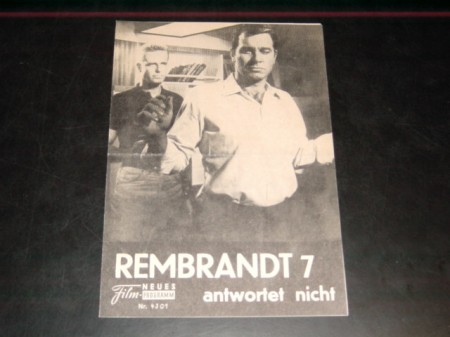 REMBRANDT 7
antwortet nicht
NEUES
Film-PROGRAMM
Nr. 4201